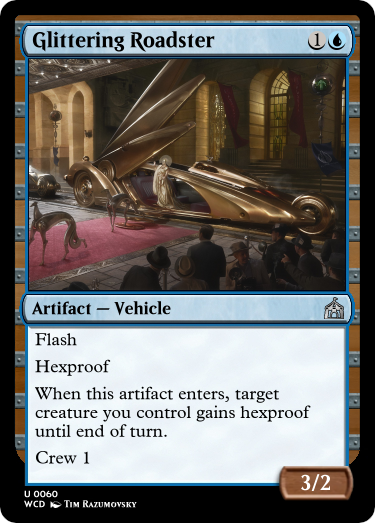 Glittering Roadster 1
Artifact — Vehicle
Flash
Hexproof
When this artifact enters, target
creature you control gains hexproof
until end of turn.
Crew 1
3/2
U 0060
WCD Tim Razumovsky